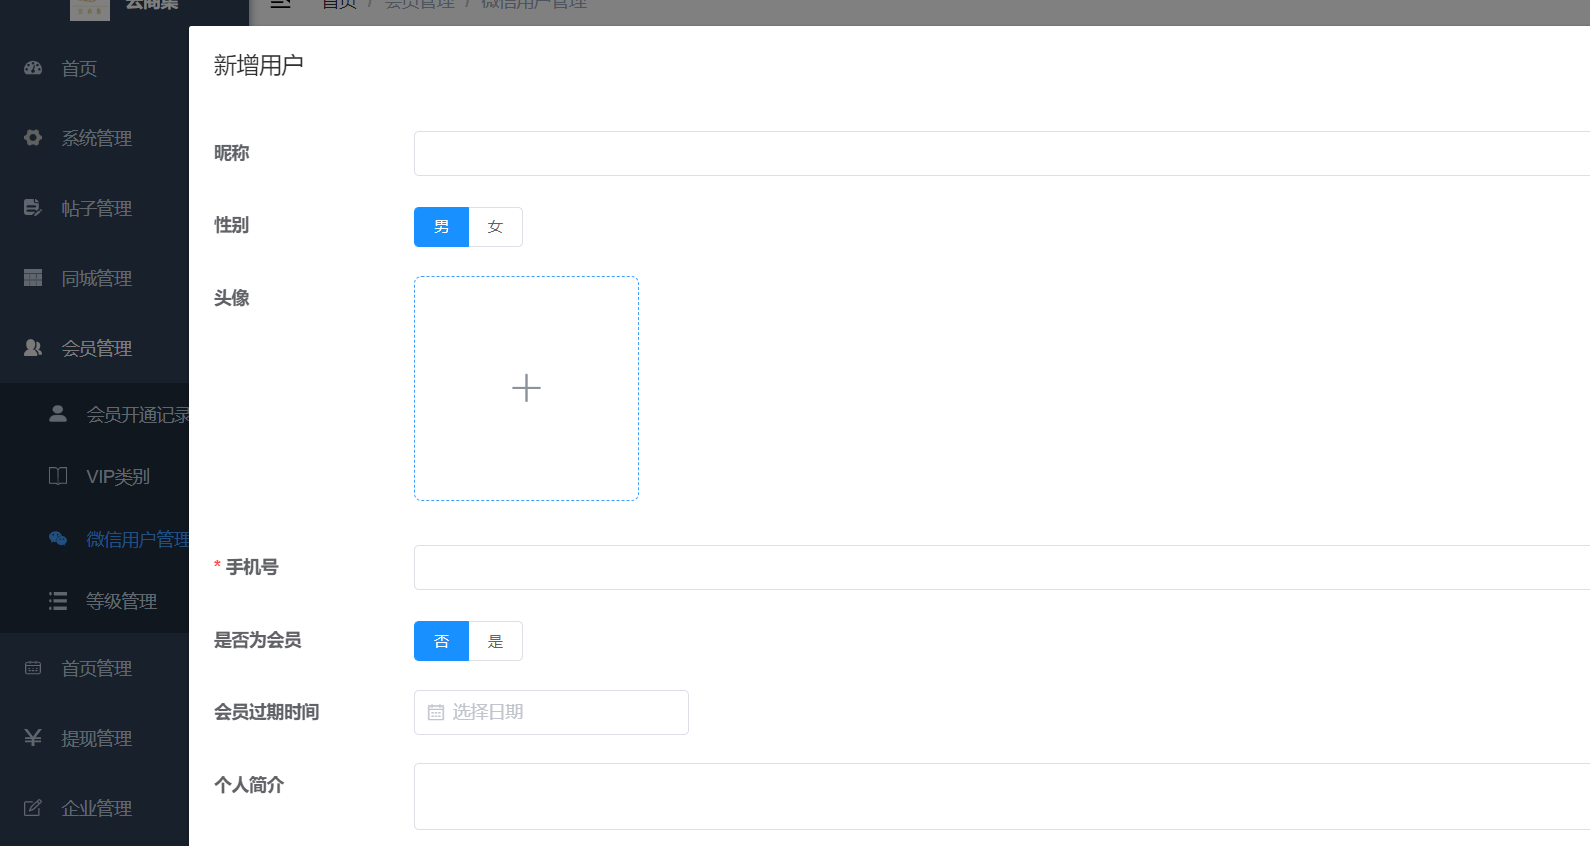 云商集
首页 / 会员管理 / 微信用户管理
首页
系统管理
帖子管理
同城管理
会员管理
会员开通记录
VIP类别
微信用户管理
等级管理
首页管理
提现管理
企业管理
新增用户
昵称
性别
男
女
头像
* 手机号
是否为会员
否
是
会员过期时间
选择日期
个人简介